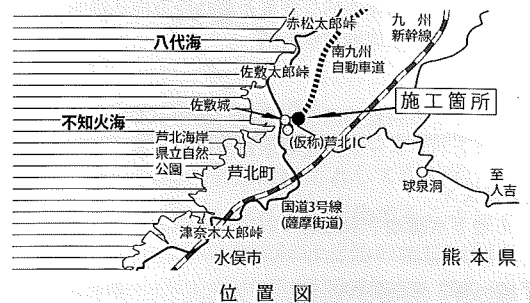 赤松太郎峠
九州
新幹線
八代海
南九州
自動車道
佐敷太郎峠
佐敷城
施工箇所
不知火海
(仮称)芦北IC
芦北海岸
県立自然
公園
芦北町
球泉洞
至
人吉
国道3号線
(薩摩街道)
津奈木太郎峠
水俣市
熊本県
位置図